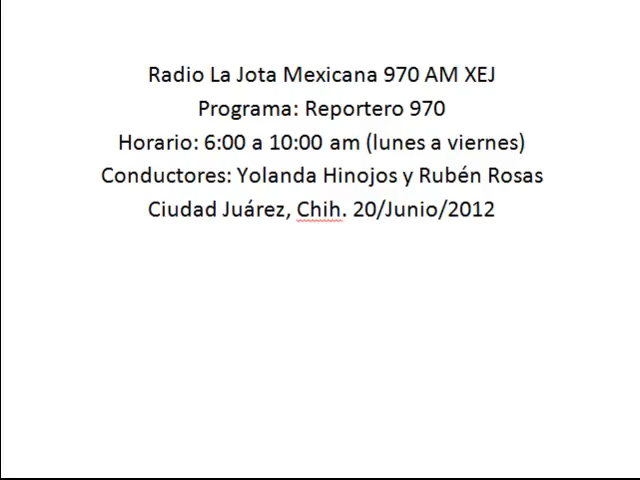 Radio La Jota Mexicana 970 AM XEJ
Programa: Reportero 970
Horario: 6:00 a 10:00 am (lunes a viernes)
Conductores: Yolanda Hinojos y Rubén Rosas
Ciudad Juárez, Chih. 20/Junio/2012